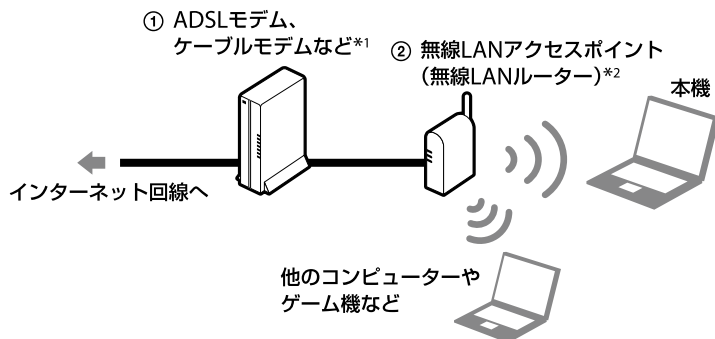 ① ADSLモデム、
ケーブルモデムなど*1
② 無線LANアクセスポイント
（無線LANルーター）*2
本機
インターネット回線へ
他のコンピューターや
ゲーム機など